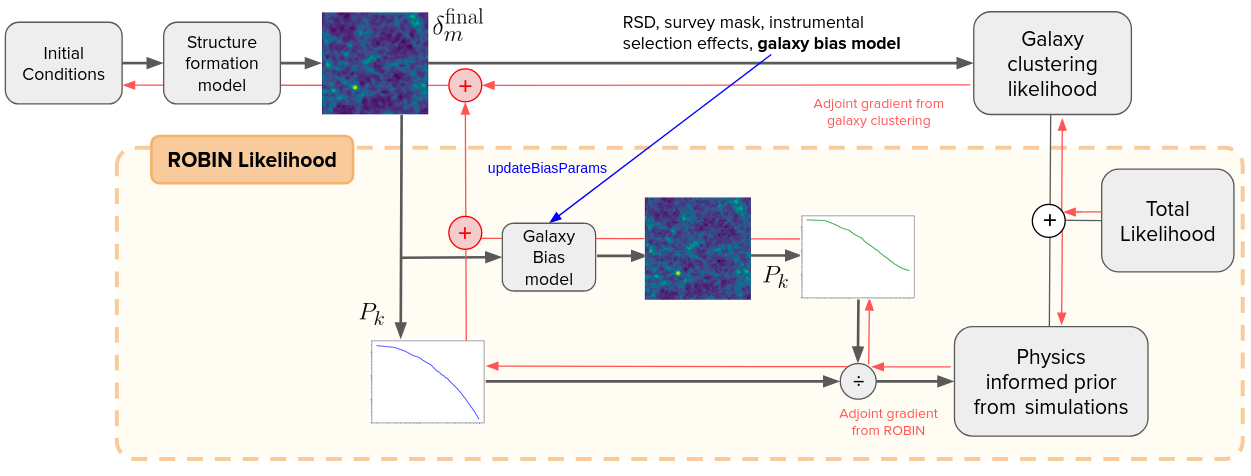 Initial
Conditions
Structure
formation
model
δ_m^final
RSD, survey mask, instrumental
selection effects, galaxy bias model
Galaxy
clustering
likelihood
+
Adjoint gradient from
galaxy clustering
ROBIN Likelihood
updateBiasParams
+
Galaxy
Bias
model
P_k
+
Total
Likelihood
P_k
÷
Physics
informed prior
from simulations
Adjoint gradient
from ROBIN